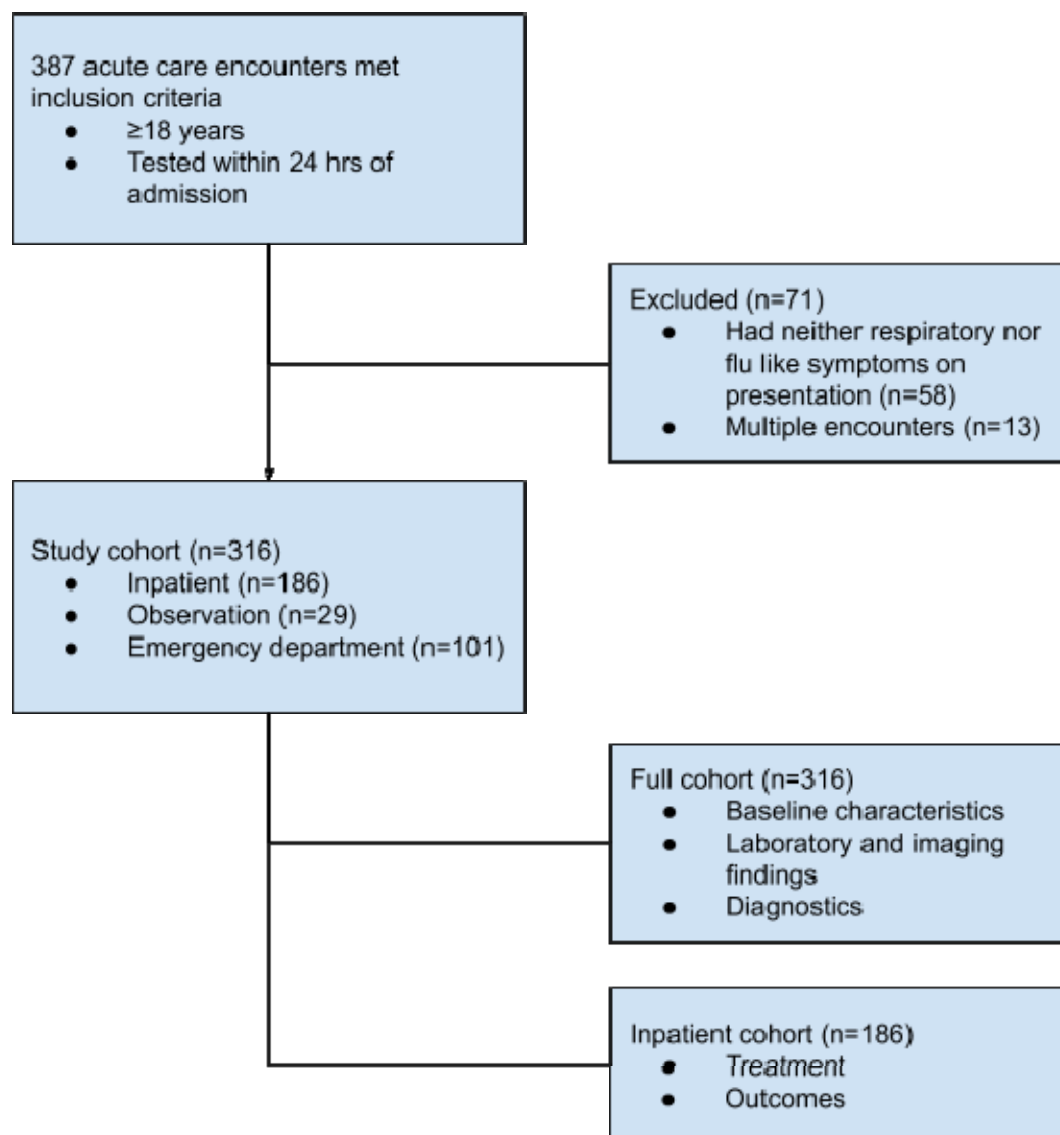 387 acute care encounters met
inclusion criteria
● ≥18 years
● Tested within 24 hrs of
admission
Excluded (n=71)
● Had neither respiratory nor
flu like symptoms on
presentation (n=58)
● Multiple encounters (n=13)
Study cohort (n=316)
● Inpatient (n=186)
● Observation (n=29)
● Emergency department (n=101)
Full cohort (n=316)
● Baseline characteristics
● Laboratory and imaging
findings
● Diagnostics
Inpatient cohort (n=186)
● Treatment
● Outcomes